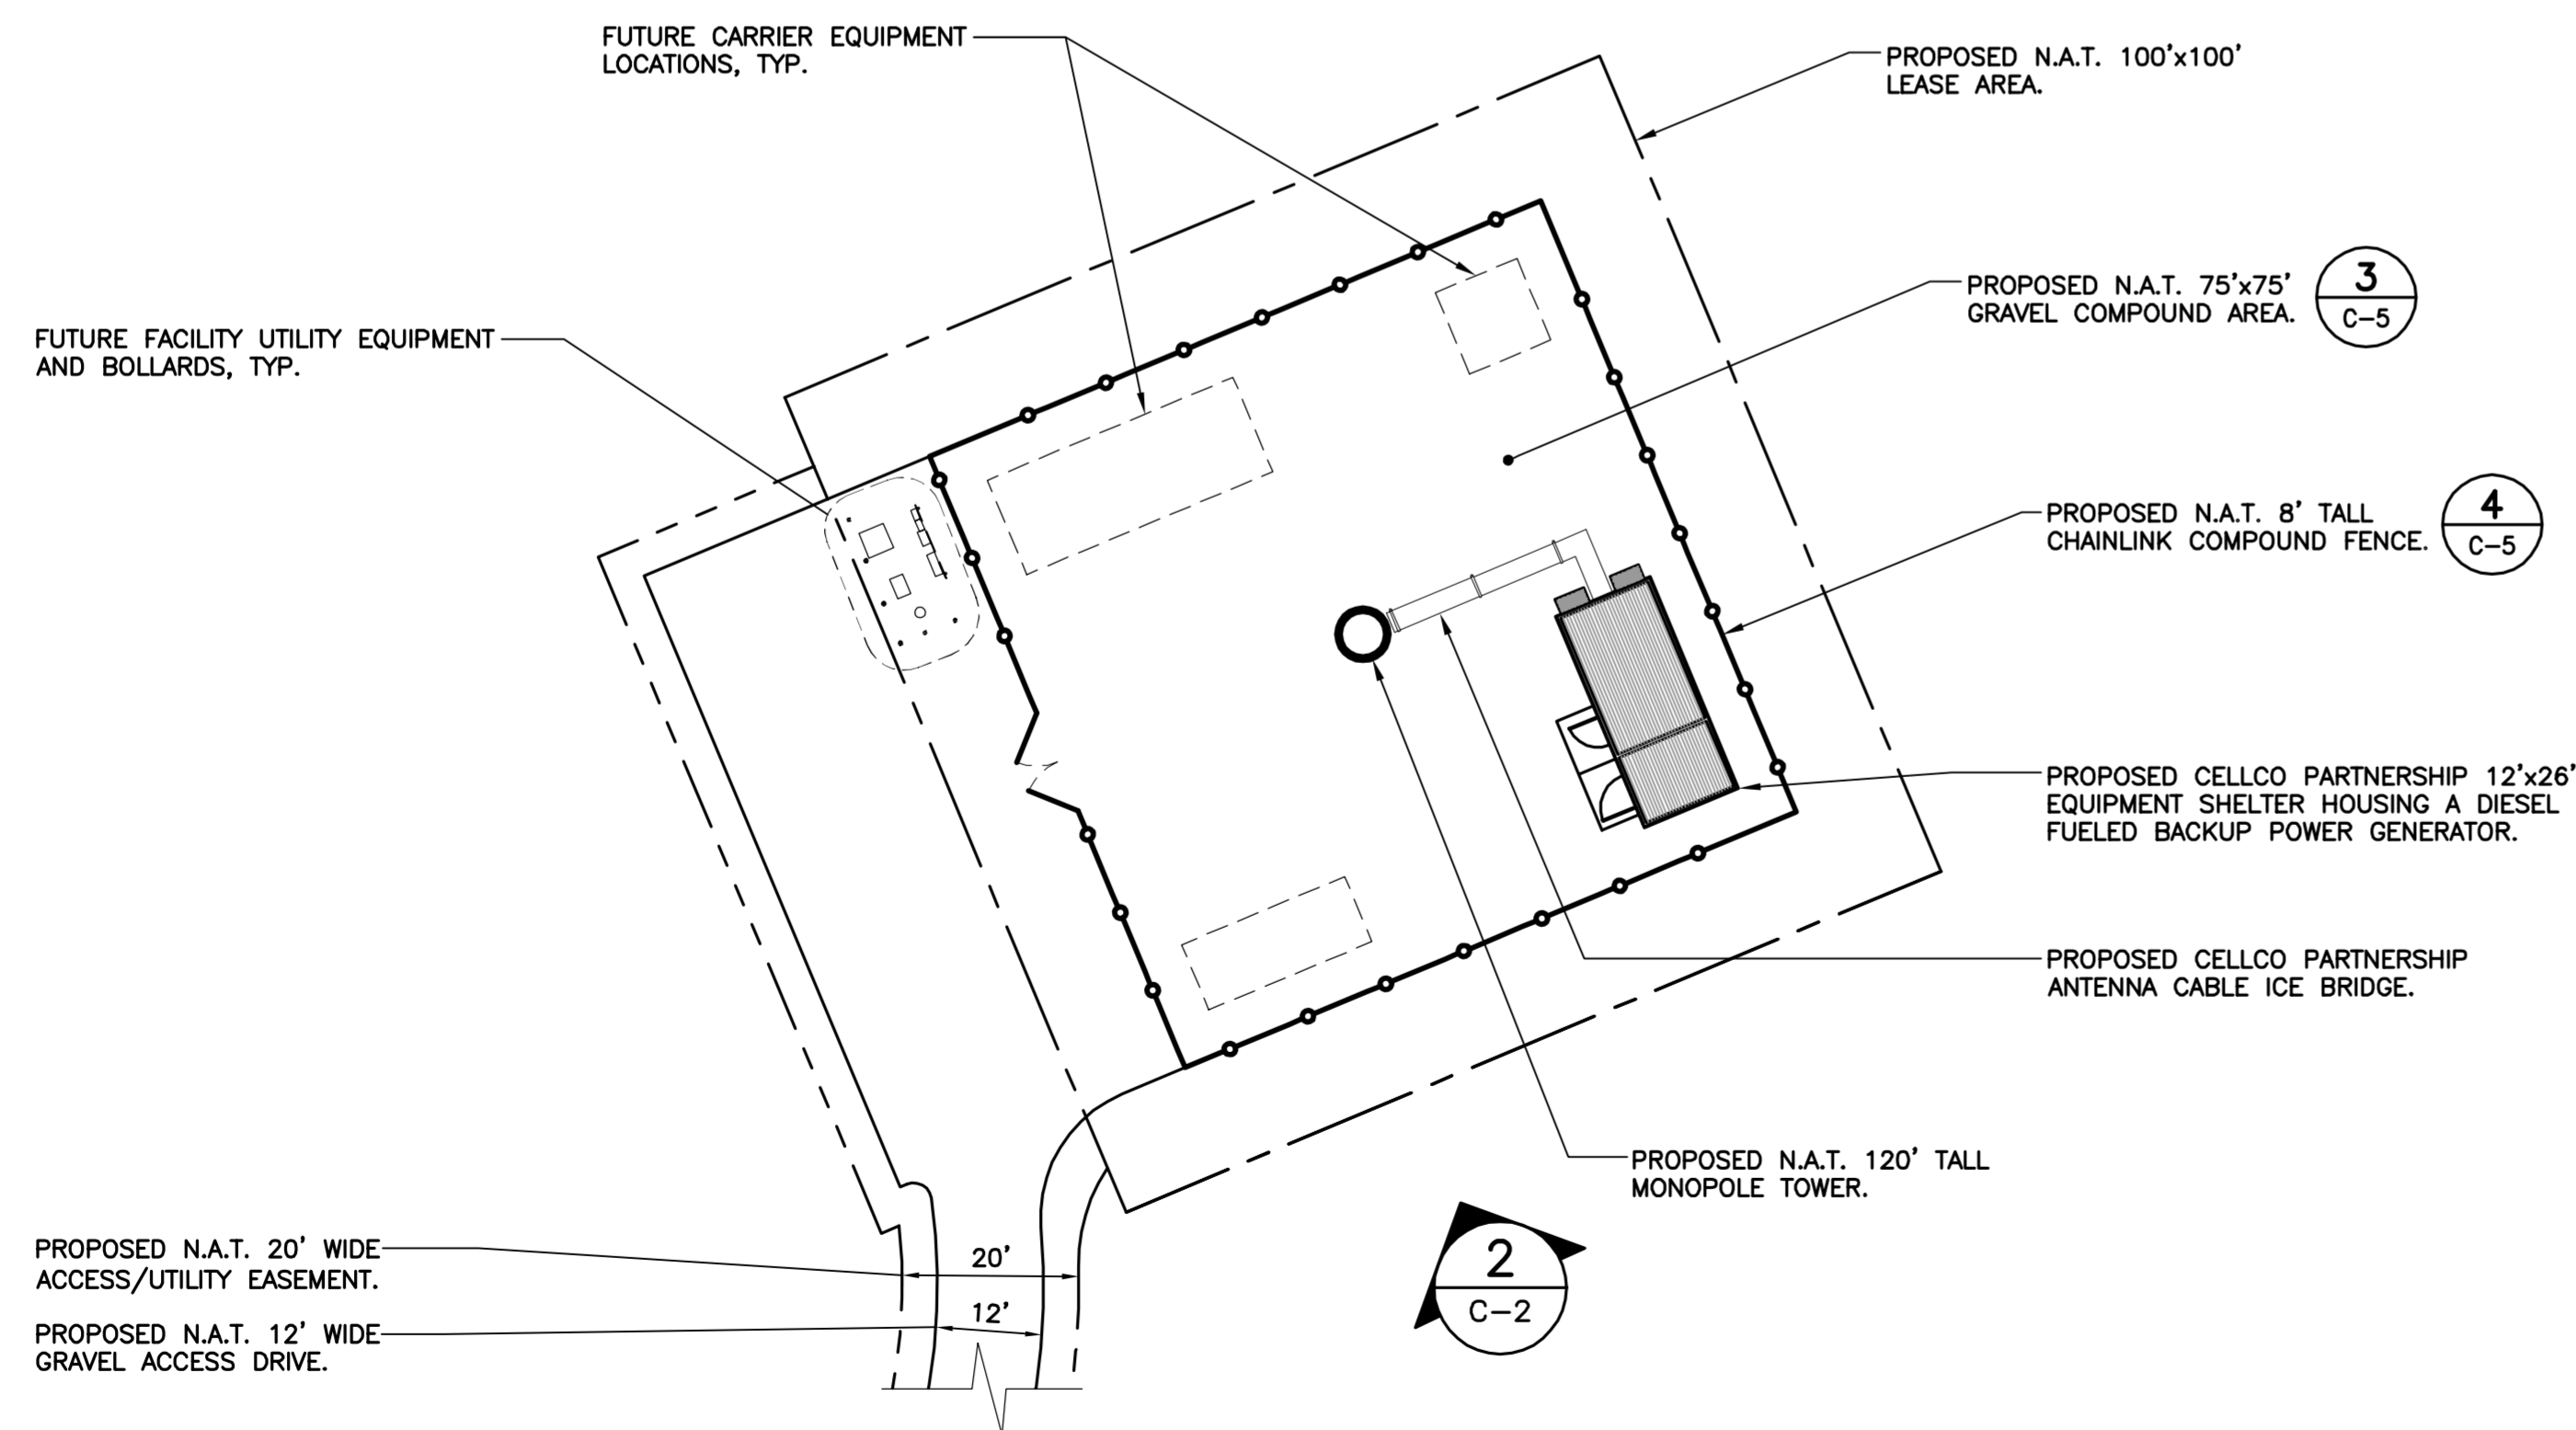 FUTURE CARRIER EQUIPMENT
LOCATIONS, TYP.
PROPOSED N.A.T. 100'x100'
LEASE AREA.
PROPOSED N.A.T. 75'x75'
GRAVEL COMPOUND AREA.
3
C-5
FUTURE FACILITY UTILITY EQUIPMENT
AND BOLLARDS, TYP.
PROPOSED N.A.T. 8' TALL
CHAINLINK COMPOUND FENCE.
4
C-5
PROPOSED CELLCO PARTNERSHIP 12'x26'
EQUIPMENT SHELTER HOUSING A DIESEL
FUELED BACKUP POWER GENERATOR.
PROPOSED CELLCO PARTNERSHIP
ANTENNA CABLE ICE BRIDGE.
PROPOSED N.A.T. 120' TALL
MONOPOLE TOWER.
PROPOSED N.A.T. 20' WIDE
ACCESS/UTILITY EASEMENT.
20'
2
C-2
PROPOSED N.A.T. 12' WIDE
GRAVEL ACCESS DRIVE.
12'